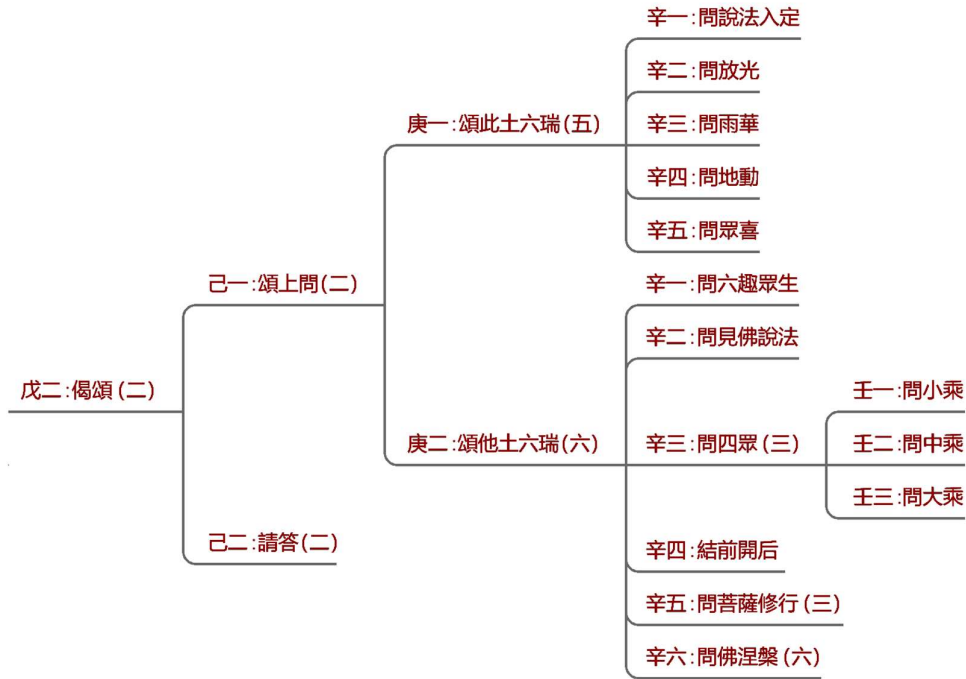 戊二:偈頌(二)
己一:頌上問(二)
庚一:頌此土六瑞(五)
辛一:問說法入定
辛二:問放光
辛三:問雨華
辛四:問地動
辛五:問眾喜
庚二:頌他土六瑞(六)
辛一:問六趣眾生
辛二:問見佛說法
辛三:問四眾(三)
壬一:問小乘
壬二:問中乘
壬三:問大乘
辛四:結前開后
辛五:問菩薩修行(三)
辛六:問佛涅槃(六)
己二:請答(二)